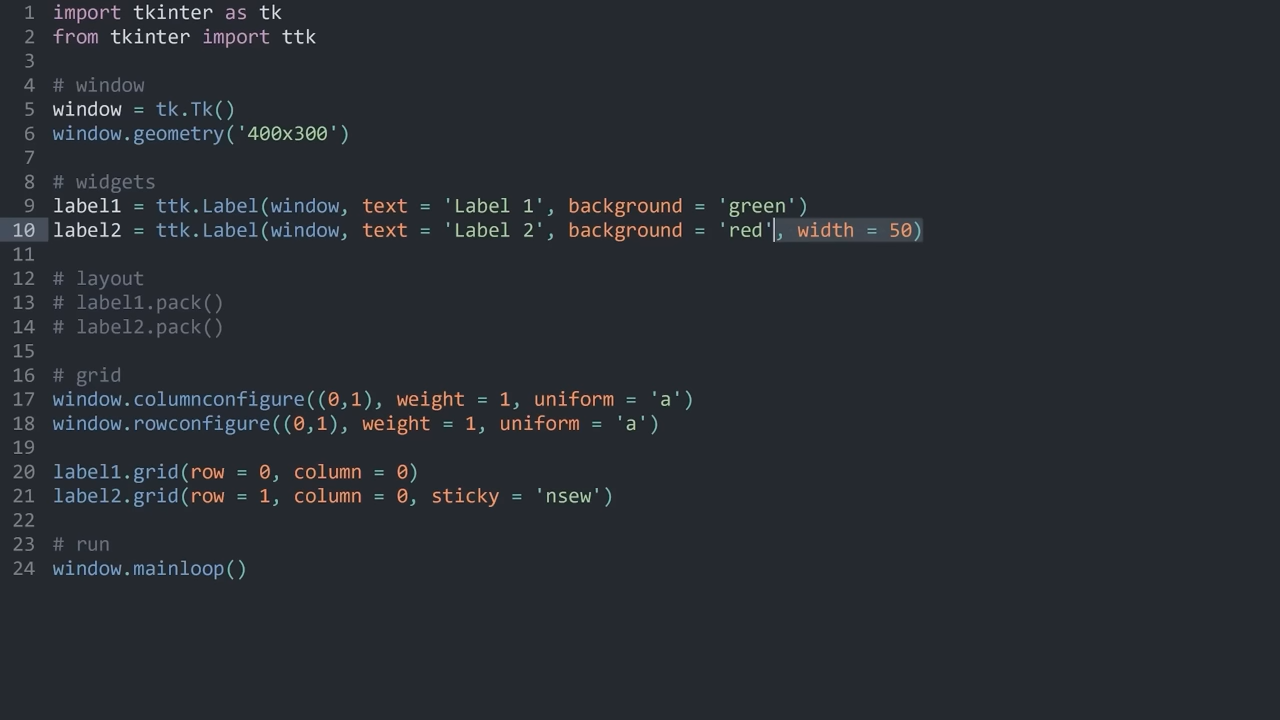 1 import tkinter as tk
2 from tkinter import ttk
3
4 # window
5 window = tk.Tk()
6 window.geometry('400x300')
7
8 # widgets
9 label1 = ttk.Label(window, text = 'Label 1', background = 'green')
10 label2 = ttk.Label(window, text = 'Label 2', background = 'red', width = 50)
11
12 # layout
13 # label1.pack()
14 # label2.pack()
15
16 # grid
17 window.columnconfigure((0,1), weight = 1, uniform = 'a')
18 window.rowconfigure((0,1), weight = 1, uniform = 'a')
19
20 label1.grid(row = 0, column = 0)
21 label2.grid(row = 1, column = 0, sticky = 'nsew')
22
23 # run
24 window.mainloop()